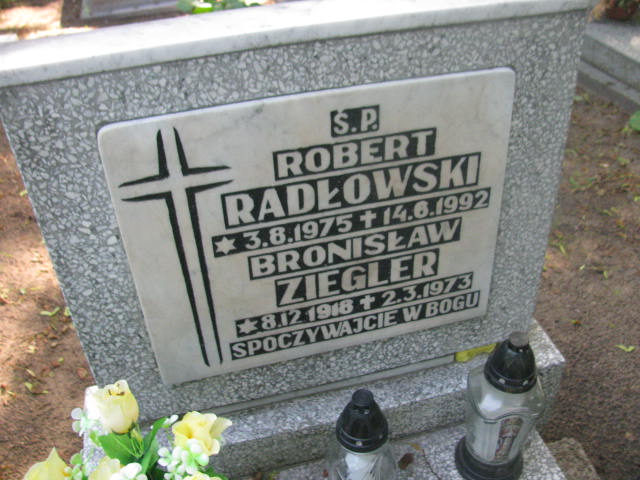 Ś.P.
ROBERT
RADŁOWSKI
★ 3.8.1975 ✝ 14.6.1992
BRONISŁAW
ZIEGLER
★ 8.12 1918 ✝ 2.3.1973
SPOCZYWAJCIE W BOGU